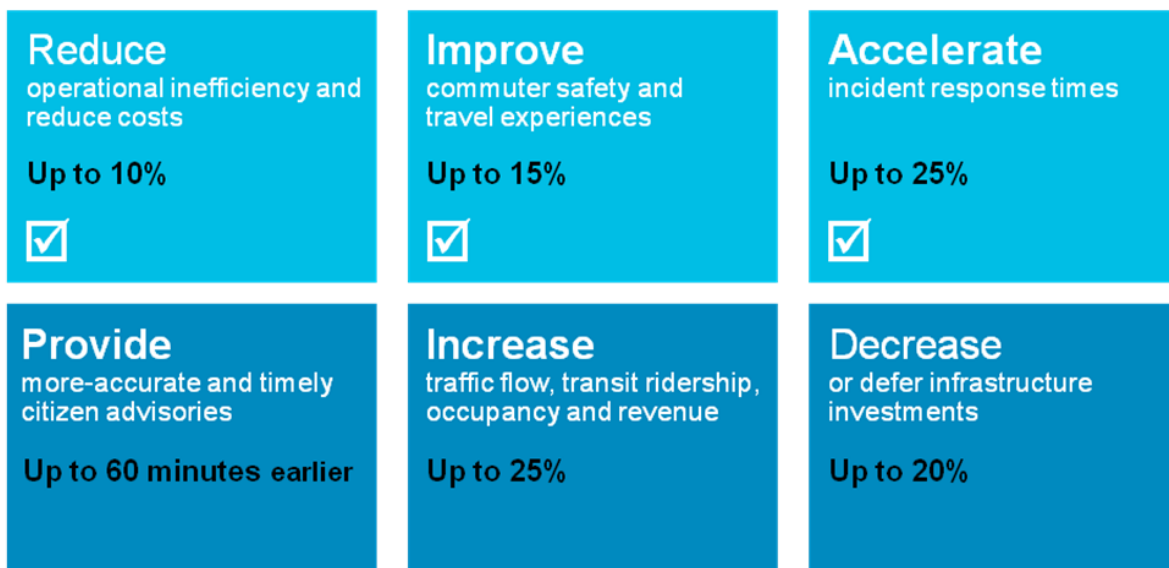 Reduce
operational inefficiency and
reduce costs
Up to 10%
Improve
commuter safety and
travel experiences
Up to 15%
Accelerate
incident response times
Up to 25%
Provide
more-accurate and timely
citizen advisories
Up to 60 minutes earlier
Increase
traffic flow, transit ridership,
occupancy and revenue
Up to 25%
Decrease
or defer infrastructure
investments
Up to 20%